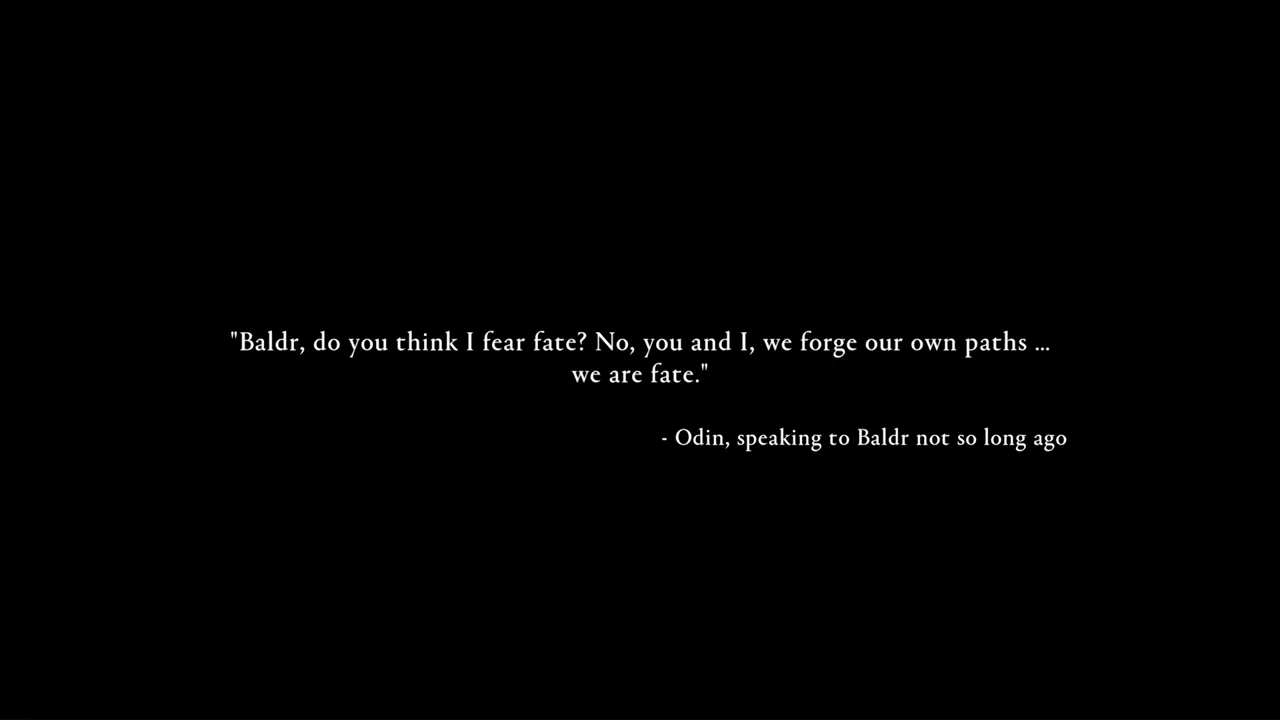 "Baldr, do you think I fear fate? No, you and I, we forge our own paths ...
we are fate."
- Odin, speaking to Baldr not so long ago